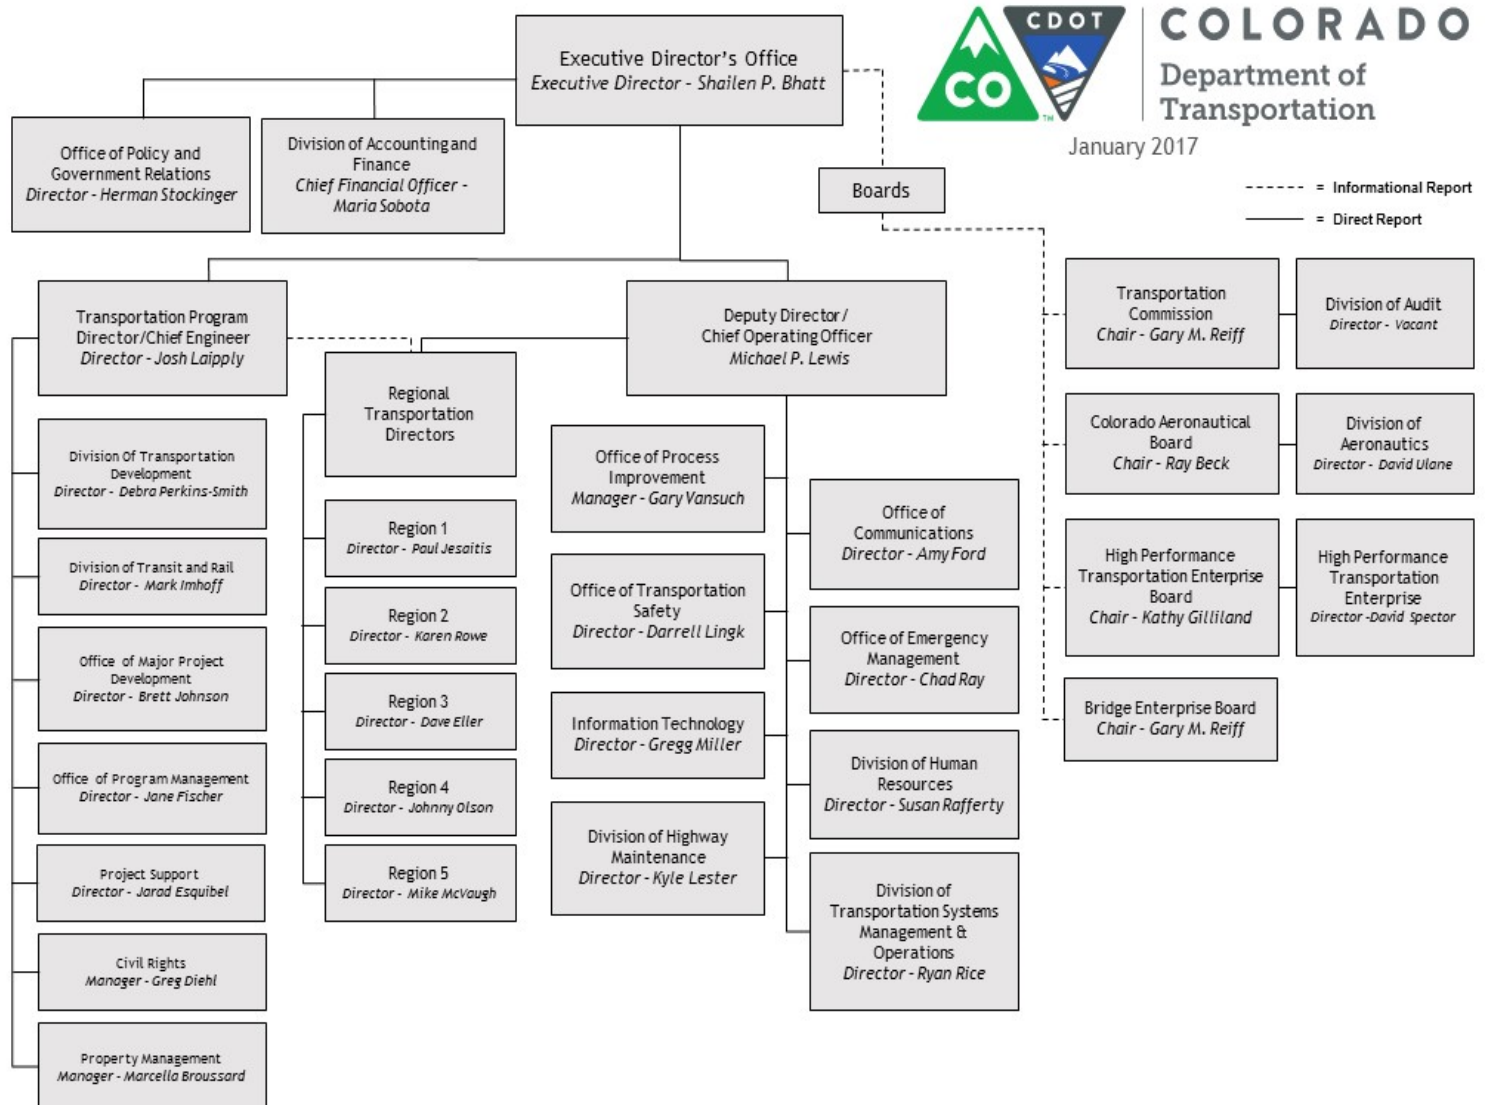 Executive Director's Office
Executive Director - Shailen P. Bhatt
CO
TM
CDOT
COLORADO
Department of
Transportation
January 2017
Office of Policy and
Government Relations
Director - Herman Stockinger
Division of Accounting and
Finance
Chief Financial Officer -
Maria Sobota
Boards
= Informational Report
= Direct Report
Transportation Program
Director/Chief Engineer
Director - Josh Laipply
Deputy Director/
Chief Operating Officer
Michael P. Lewis
Transportation
Commission
Chair - Gary M. Reiff
Division of Audit
Director - Vacant
Colorado Aeronautical
Board
Chair - Ray Beck
Division of
Aeronautics
Director - David Ulane
High Performance
Transportation Enterprise
Board
Chair - Kathy Gilliland
High Performance
Transportation
Enterprise
Director -David Spector
Bridge Enterprise Board
Chair - Gary M. Reiff
Division Of Transportation
Development
Director - Debra Perkins-Smith
Division of Transit and Rail
Director - Mark Imhoff
Office of Major Project
Development
Director - Brett Johnson
Office of Program Management
Director - Jane Fischer
Project Support
Director - Jarad Esquibel
Civil Rights
Manager - Greg Diehl
Property Management
Manager - Marcella Broussard
Regional
Transportation
Directors
Region 1
Director - Paul Jesaitis
Region 2
Director - Karen Rowe
Region 3
Director - Dave Eller
Region 4
Director - Johnny Olson
Region 5
Director - Mike McVaugh
Office of Process
Improvement
Manager - Gary Vansuch
Office of Transportation
Safety
Director - Darrell Lingk
Information Technology
Director - Gregg Miller
Division of Highway
Maintenance
Director - Kyle Lester
Office of
Communications
Director - Amy Ford
Office of Emergency
Management
Director - Chad Ray
Division of Human
Resources
Director - Susan Rafferty
Division of
Transportation Systems
Management &
Operations
Director - Ryan Rice